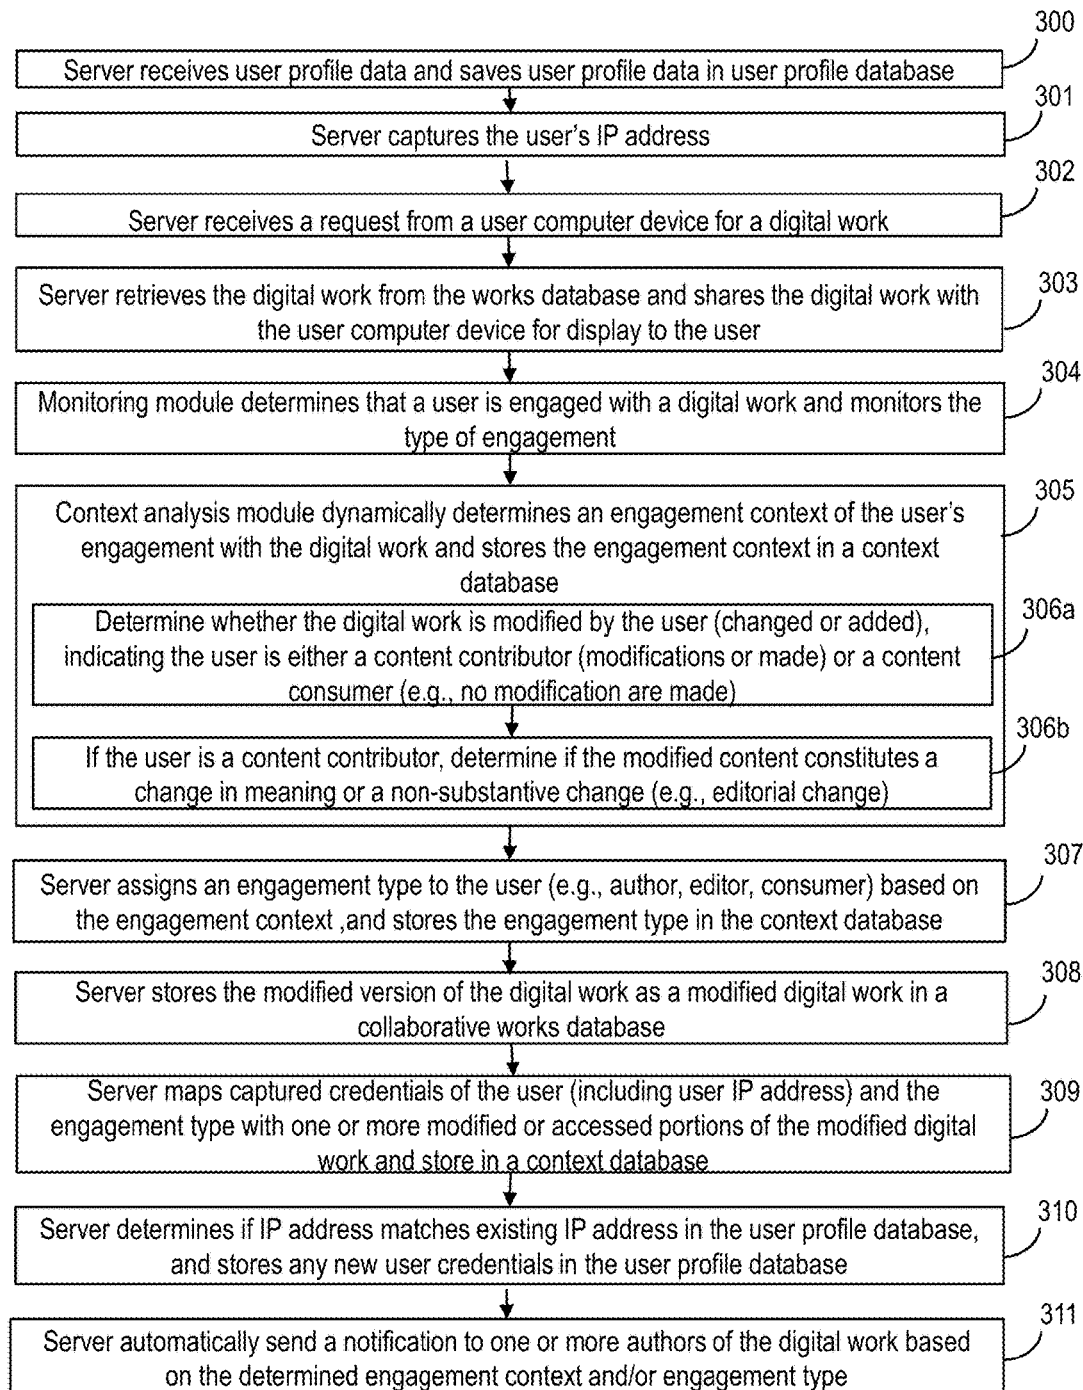 300
Server receives user profile data and saves user profile data in user profile database
301
Server captures the user's IP address
302
Server receives a request from a user computer device for a digital work
303
Server retrieves the digital work from the works database and shares the digital work with
the user computer device for display to the user
304
Monitoring module determines that a user is engaged with a digital work and monitors the
type of engagement
305
Context analysis module dynamically determines an engagement context of the user's
engagement with the digital work and stores the engagement context in a context
database
306a
Determine whether the digital work is modified by the user (changed or added),
indicating the user is either a content contributor (modifications or made) or a content
consumer (e.g., no modification are made)
306b
If the user is a content contributor, determine if the modified content constitutes a
change in meaning or a non-substantive change (e.g., editorial change)
307
Server assigns an engagement type to the user (e.g., author, editor, consumer) based on
the engagement context ,and stores the engagement type in the context database
308
Server stores the modified version of the digital work as a modified digital work in a
collaborative works database
309
Server maps captured credentials of the user (including user IP address) and the
engagement type with one or more modified or accessed portions of the modified digital
work and store in a context database
310
Server determines if IP address matches existing IP address in the user profile database,
and stores any new user credentials in the user profile database
311
Server automatically send a notification to one or more authors of the digital work based
on the determined engagement context and/or engagement type